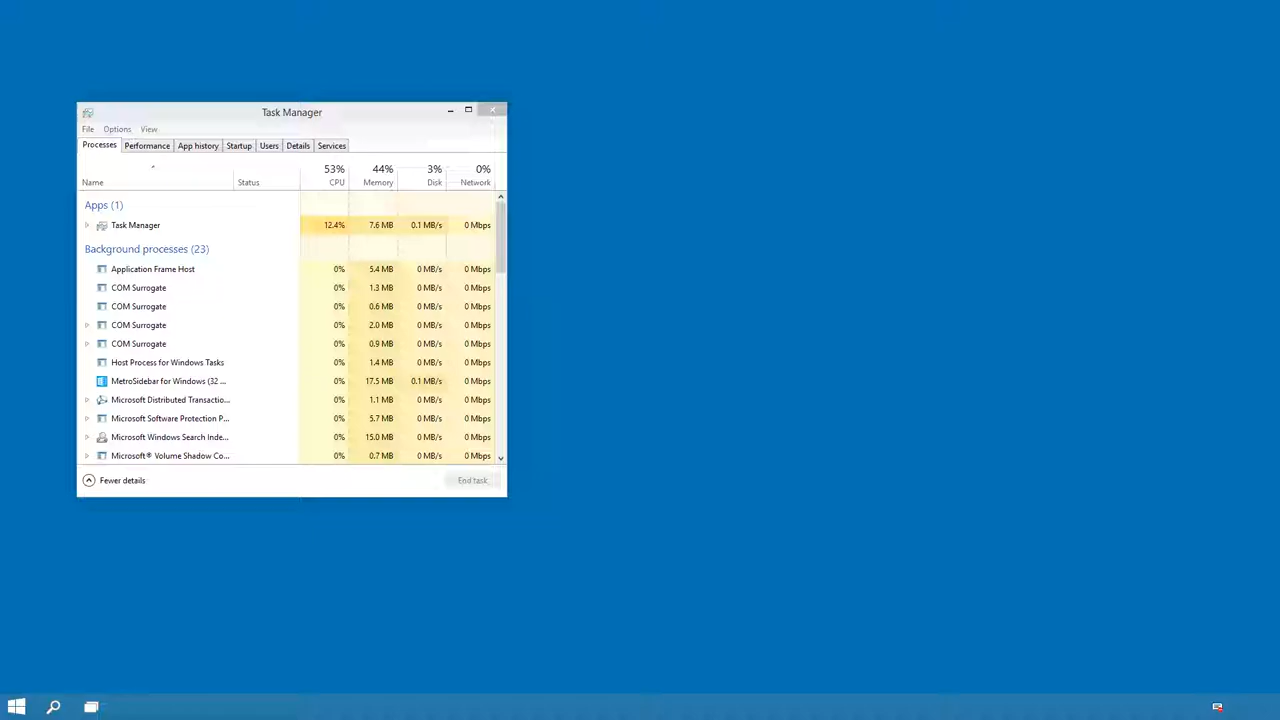 Task Manager
File Options View
Processes Performance App history Startup Users Details Services
53% 44% 3% 0%
Name Status CPU Memory Disk Network
Apps (1)
Task Manager 12.4% 7.6 MB 0.1 MB/s 0 Mbps
Background processes (23)
Application Frame Host 0% 5.4 MB 0 MB/s 0 Mbps
COM Surrogate 0% 1.3 MB 0 MB/s 0 Mbps
COM Surrogate 0% 0.6 MB 0 MB/s 0 Mbps
COM Surrogate 0% 2.0 MB 0 MB/s 0 Mbps
COM Surrogate 0% 0.9 MB 0 MB/s 0 Mbps
Host Process for Windows Tasks 0% 1.4 MB 0 MB/s 0 Mbps
MetroSidebar for Windows (32 ... 0% 17.5 MB 0.1 MB/s 0 Mbps
Microsoft Distributed Transactio... 0% 1.1 MB 0 MB/s 0 Mbps
Microsoft Software Protection P... 0% 5.7 MB 0 MB/s 0 Mbps
Microsoft Windows Search Inde... 0% 15.0 MB 0 MB/s 0 Mbps
Microsoft® Volume Shadow Co... 0% 0.7 MB 0 MB/s 0 Mbps
Fewer details End task